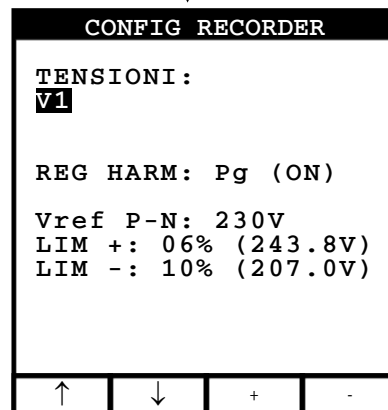 CONFIG RECORDER
TENSIONI:
V1
REG HARM: Pg (ON)
Vref P-N: 230V
LIM +: 06% (243.8V)
LIM -: 10% (207.0V)
↑ ↓ + -